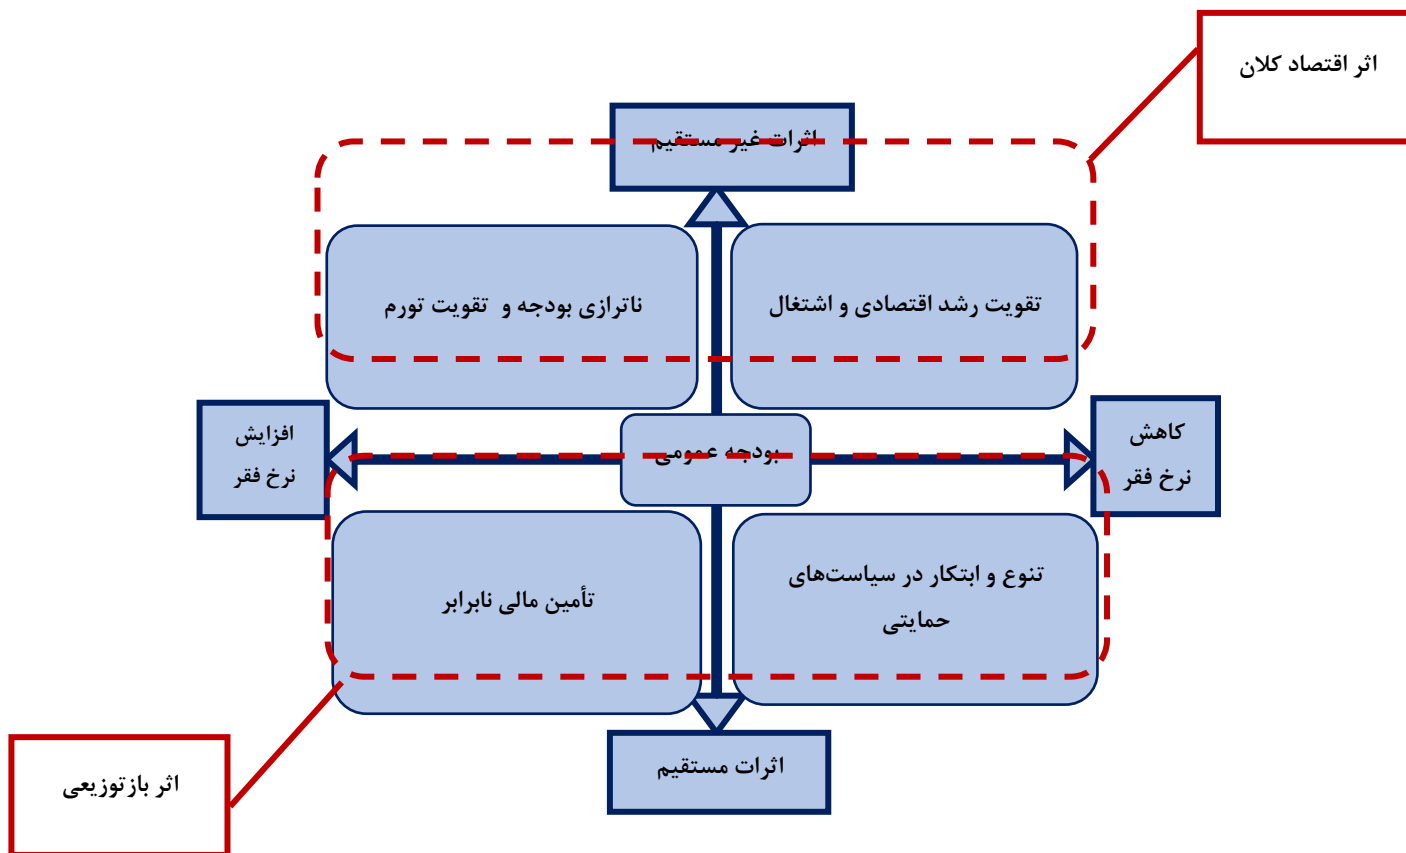 اثر اقتصاد کلان
اثرات غیر مستقیم
تقویت رشد اقتصادی و اشتغال
ناترازی بودجه و تقویت تورم
کاهش
نرخ فقر
بودجه عمومی
افزایش
نرخ فقر
تنوع و ابتکار در سیاست‌های
حمایتی
تأمین مالی نابرابر
اثرات مستقیم
اثر بازتوزیعی